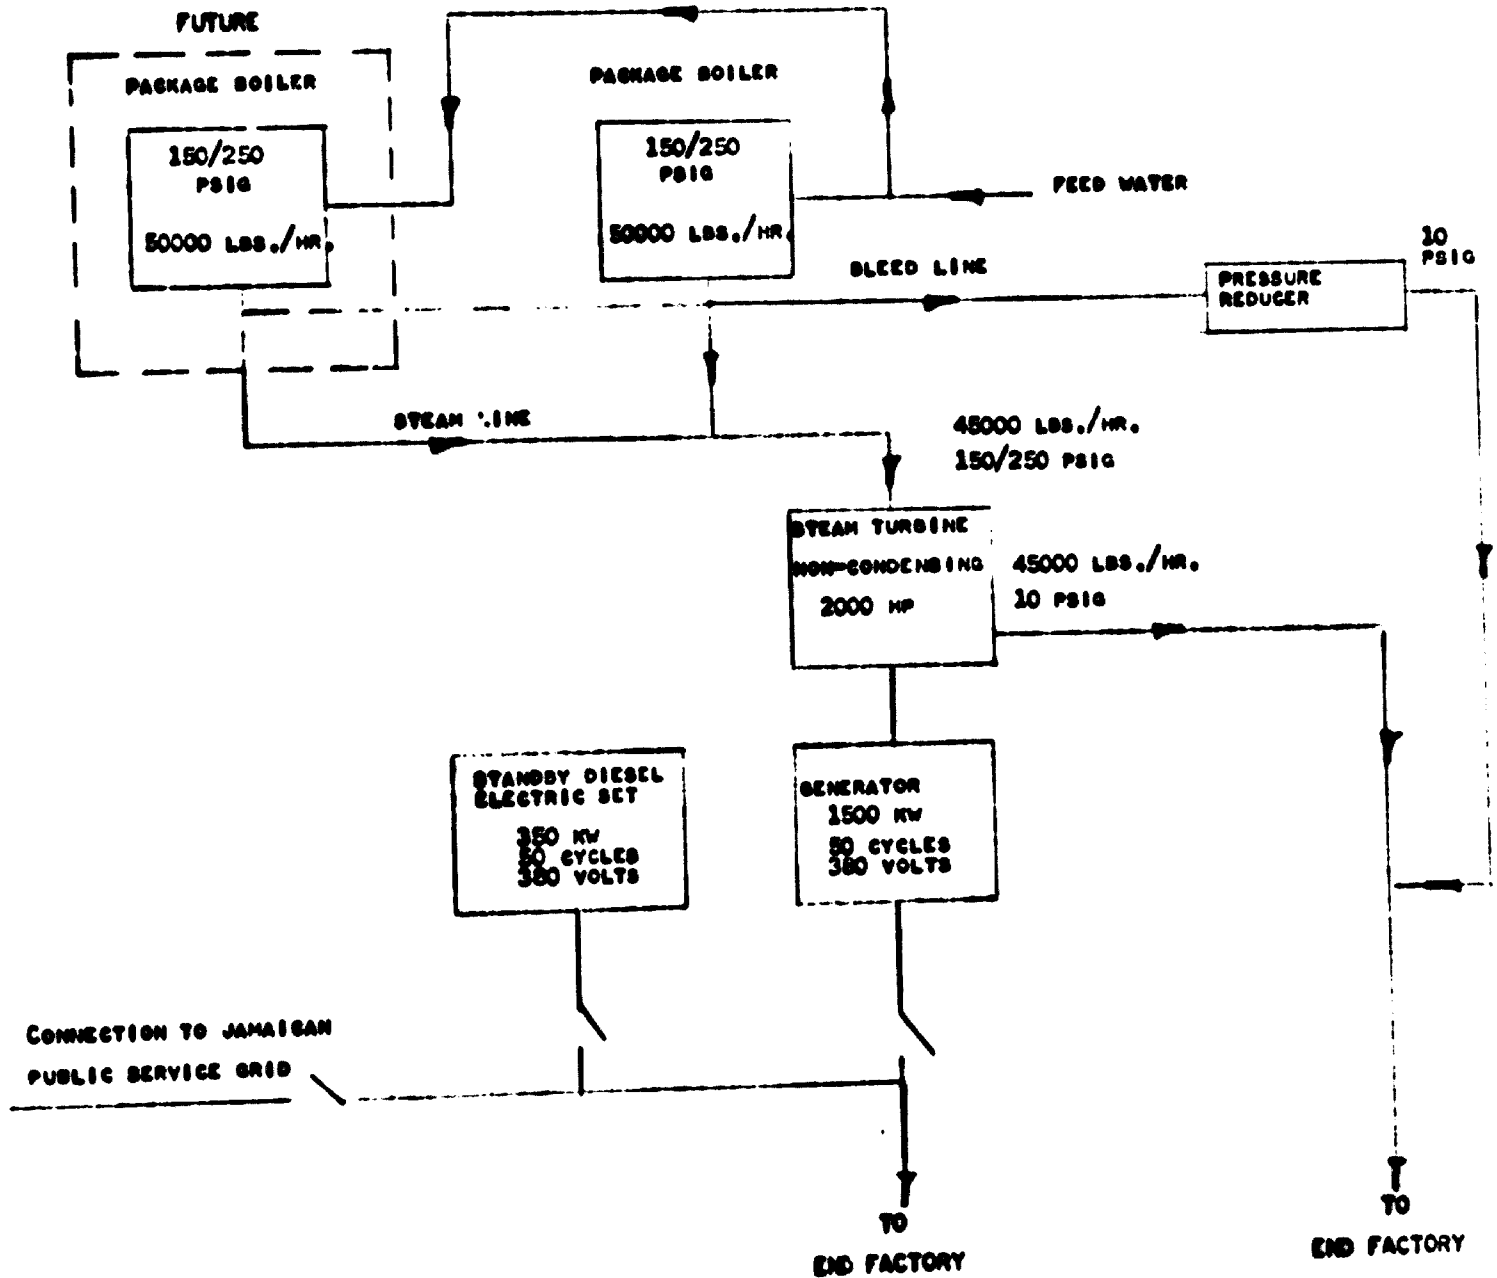 FUTURE
PACKAGE BOILER
150/250
PSIG
50000 LBS./HR.
PACKAGE BOILER
150/250
PSIG
50000 LBS./HR.
FEED WATER
BLEED LINE
PRESSURE
REDUCER
10
PSIG
STEAM LINE
45000 LBS./HR.
150/250 PSIG
STEAM TURBINE
NON-CONDENSING
2000 HP
45000 LBS./HR.
10 PSIG
STANDBY DIESEL
ELECTRIC SET
350 KW
50 CYCLES
380 VOLTS
GENERATOR
1500 KW
50 CYCLES
380 VOLTS
CONNECTION TO JAMAICAN
PUBLIC SERVICE GRID
TO
END FACTORY
TO
END FACTORY